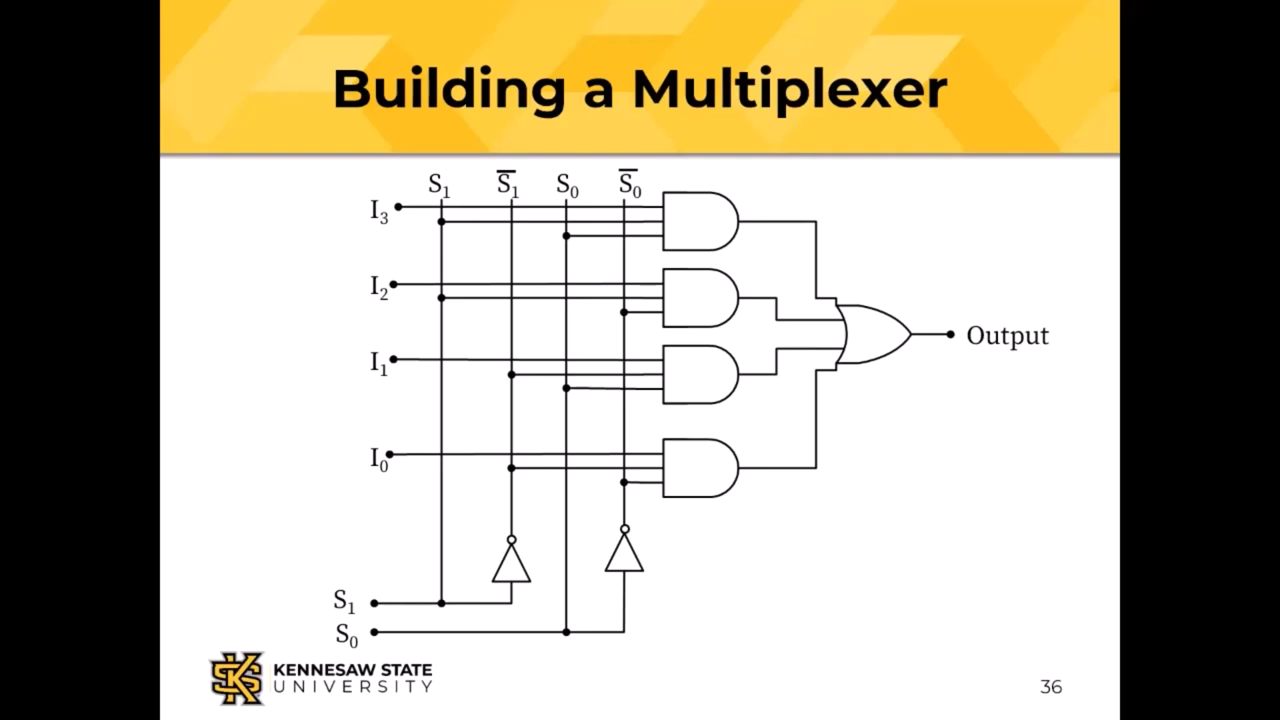 Building a Multiplexer
S₁ S̅₁ S₀ S̅₀
I₃
I₂
I₁
I₀
Output
S₁
S₀
KENNESAW STATE
UNIVERSITY
36